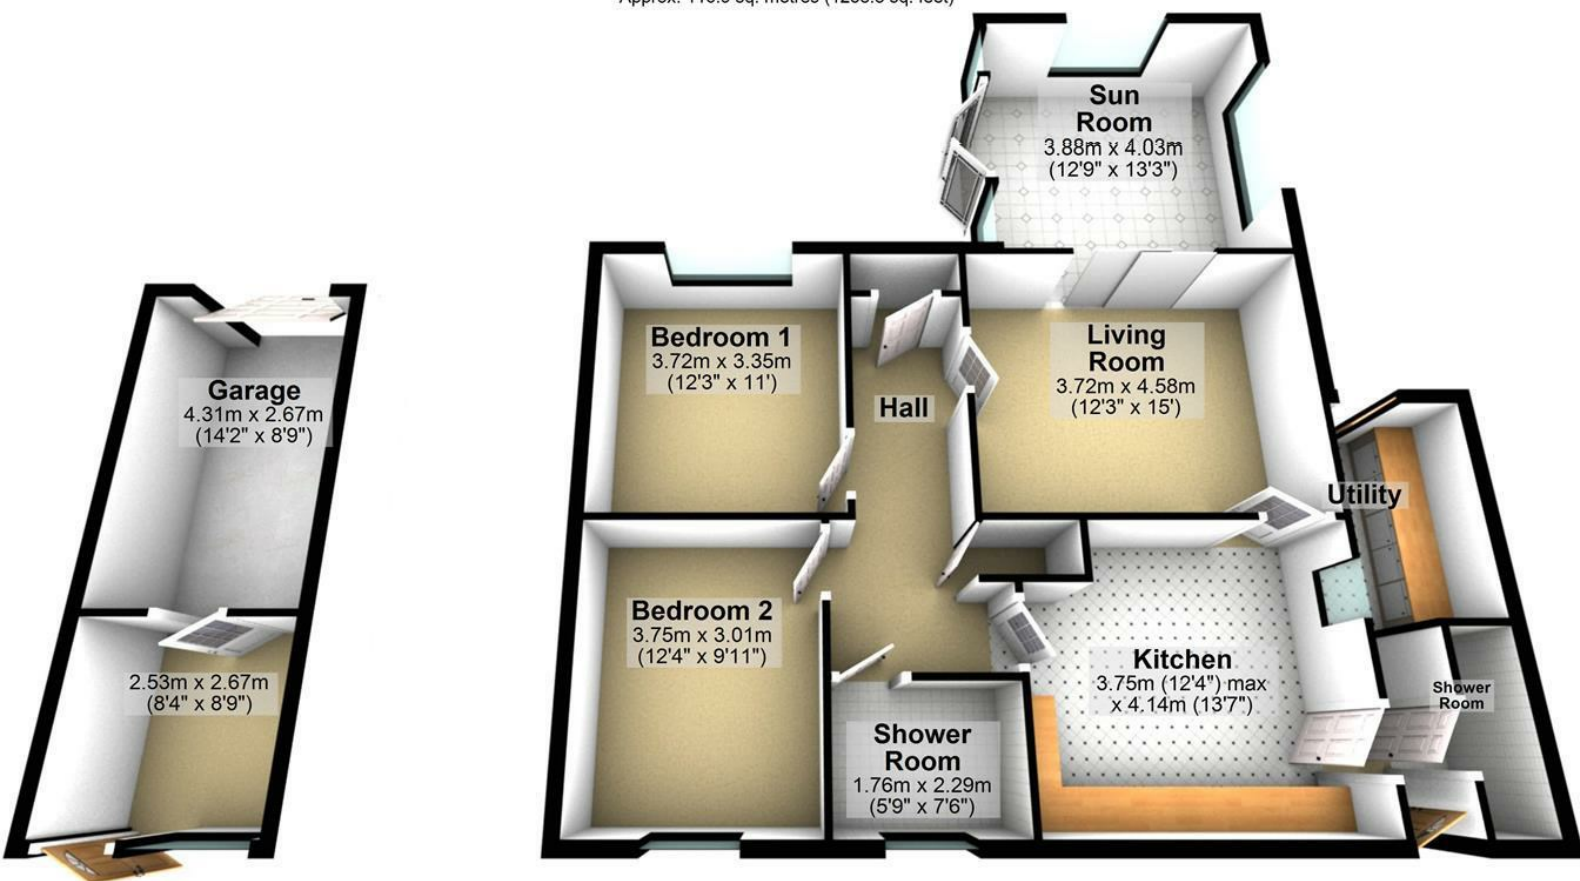 Sun
Room
3.88m x 4.03m
(12'9" x 13'3")
Bedroom 1
3.72m x 3.35m
(12'3" x 11')
Living
Room
3.72m x 4.58m
(12'3" x 15')
Garage
4.31m x 2.67m
(14'2" x 8'9")
Hall
Utility
Bedroom 2
3.75m x 3.01m
(12'4" x 9'11")
Kitchen
3.75m (12'4") max
x 4.14m (13'7")
2.53m x 2.67m
(8'4" x 8'9")
Shower
Room
Shower
Room
1.76m x 2.29m
(5'9" x 7'6")